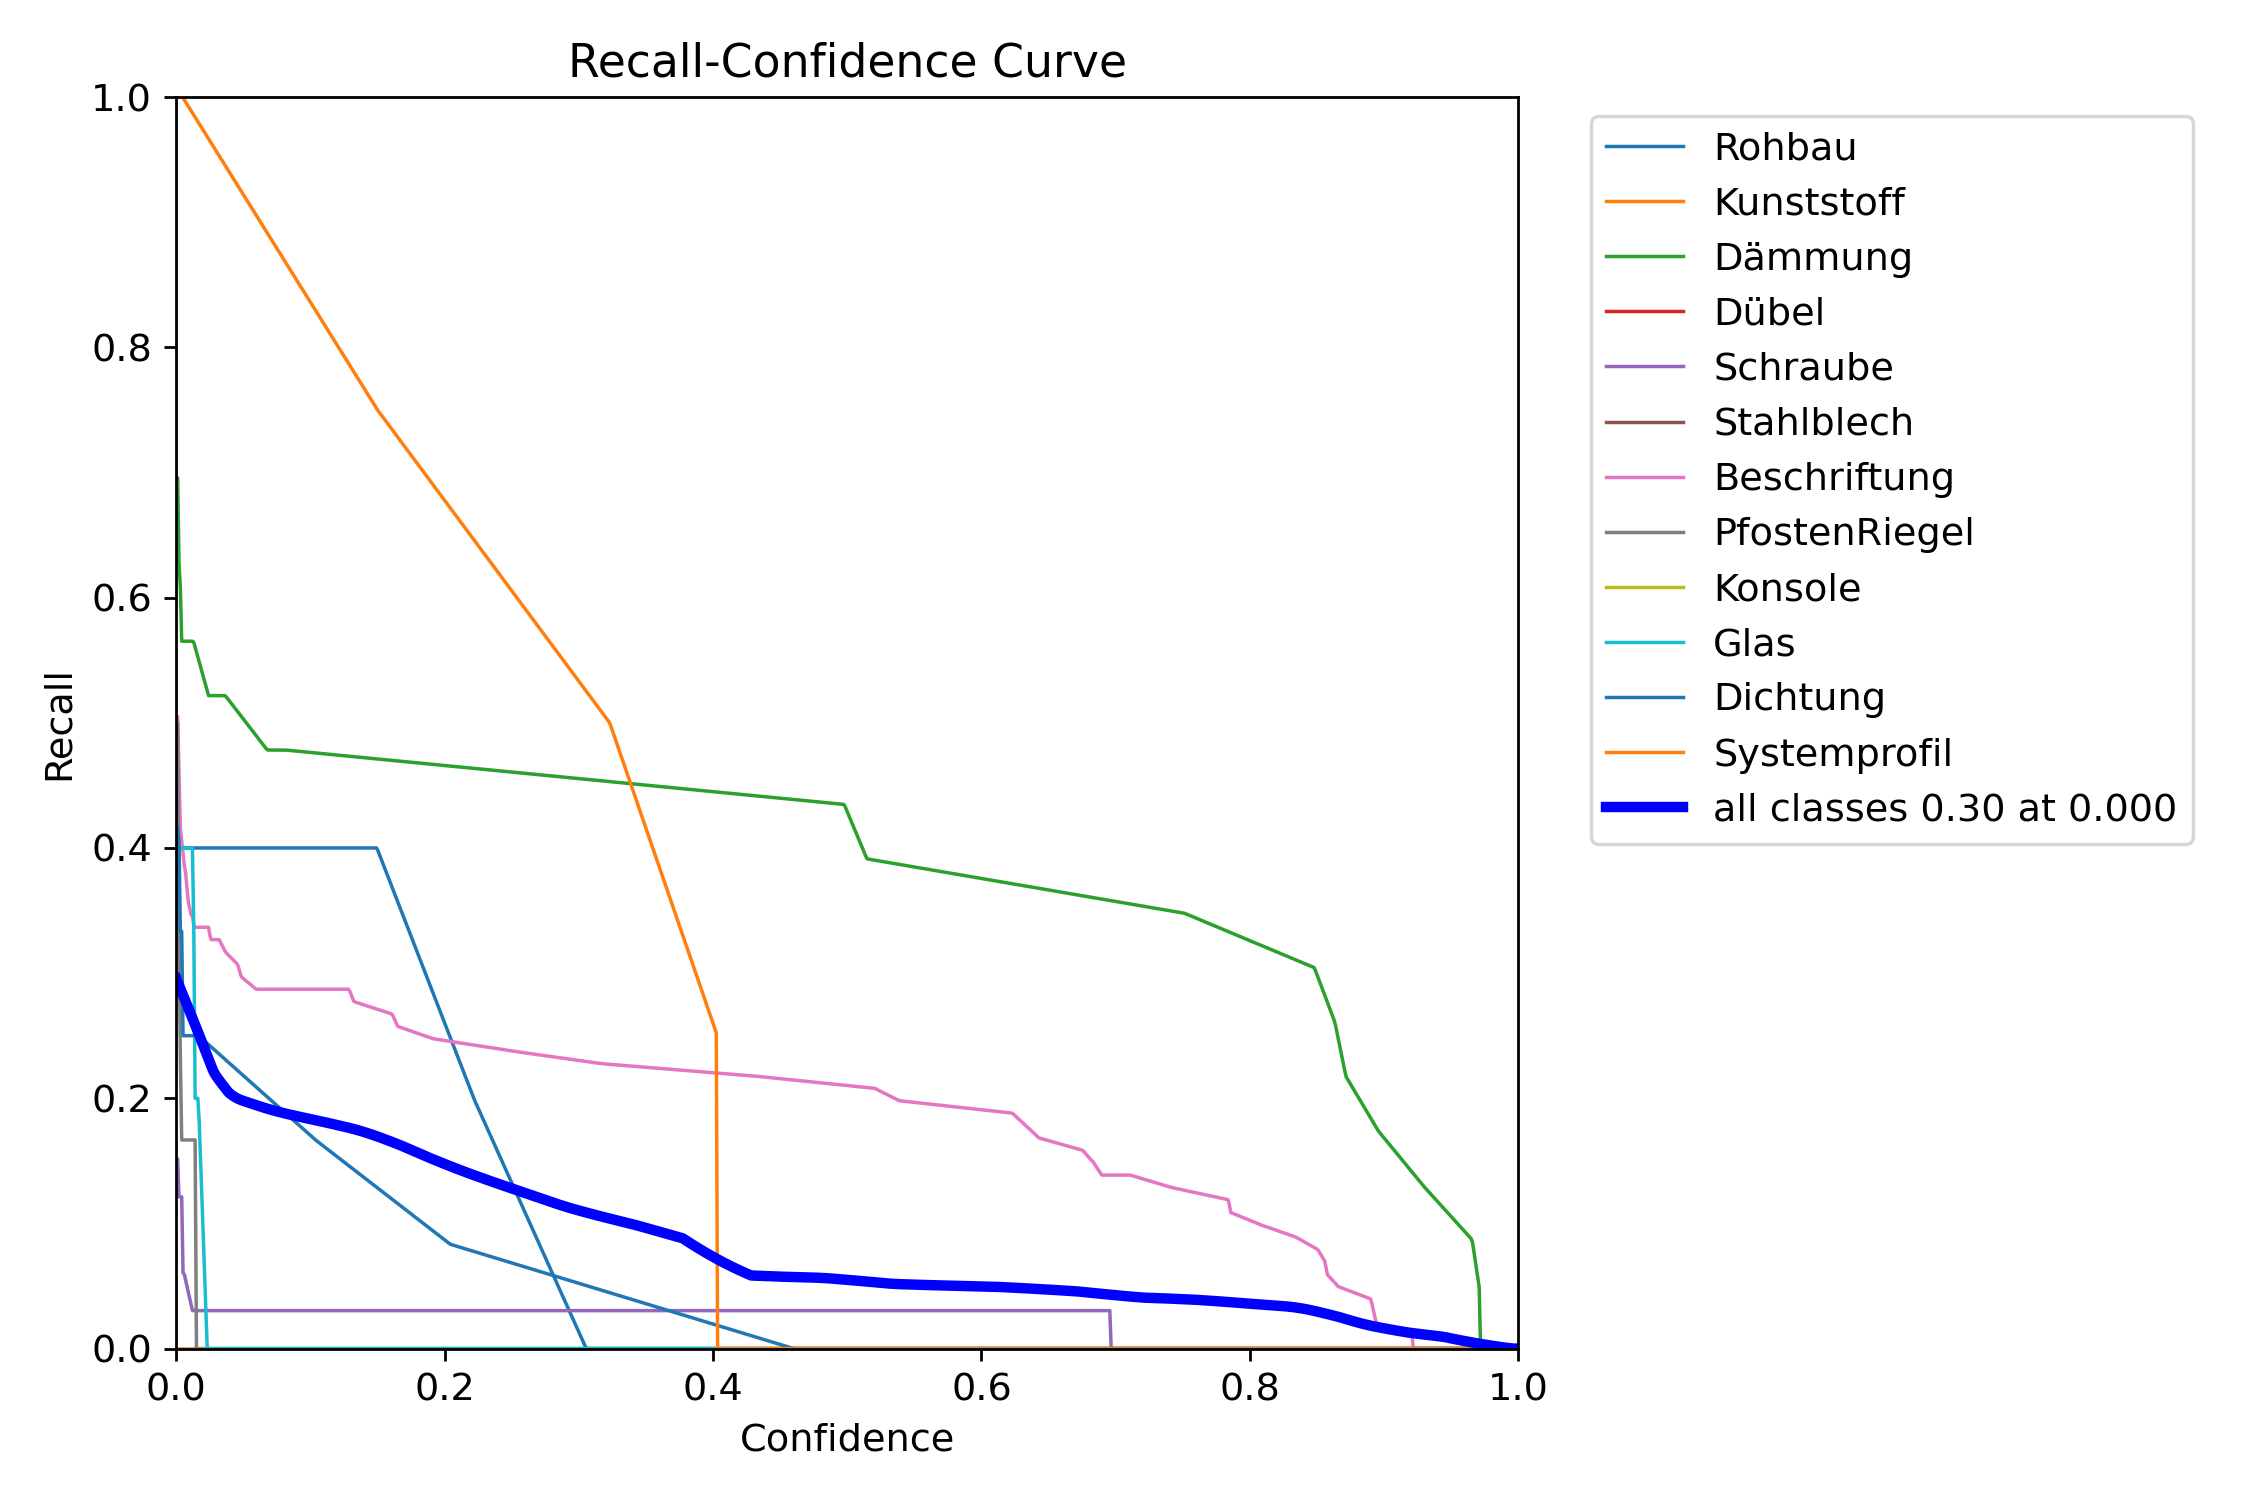 Recall-Confidence Curve
1.0
0.8
0.6
0.4
0.2
0.0
Recall
0.0 0.2 0.4 0.6 0.8 1.0
Confidence
Rohbau
Kunststoff
Dämmung
Dübel
Schraube
Stahlblech
Beschriftung
PfostenRiegel
Konsole
Glas
Dichtung
Systemprofil
all classes 0.30 at 0.000